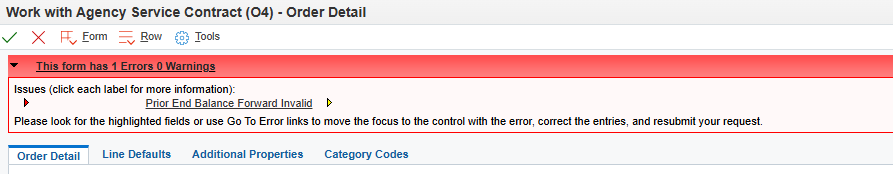 Work with Agency Service Contract (O4) - Order Detail
Form Row Tools
This form has 1 Errors 0 Warnings
Issues (click each label for more information):
Prior End Balance Forward Invalid
Please look for the highlighted fields or use Go To Error links to move the focus to the control with the error, correct the entries, and resubmit your request.
Order Detail Line Defaults Additional Properties Category Codes